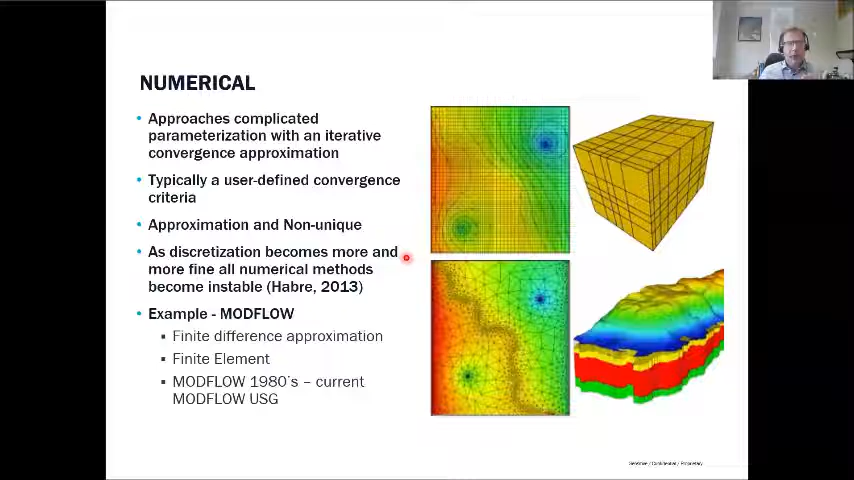 NUMERICAL
Approaches complicated
parameterization with an iterative
convergence approximation
Typically a user-defined convergence
criteria
Approximation and Non-unique
As discretization becomes more and
more fine all numerical methods
become instable (Habre, 2013)
Example - MODFLOW
Finite difference approximation
Finite Element
MODFLOW 1980's – current
MODFLOW USG
/ Confidential / Proprietary